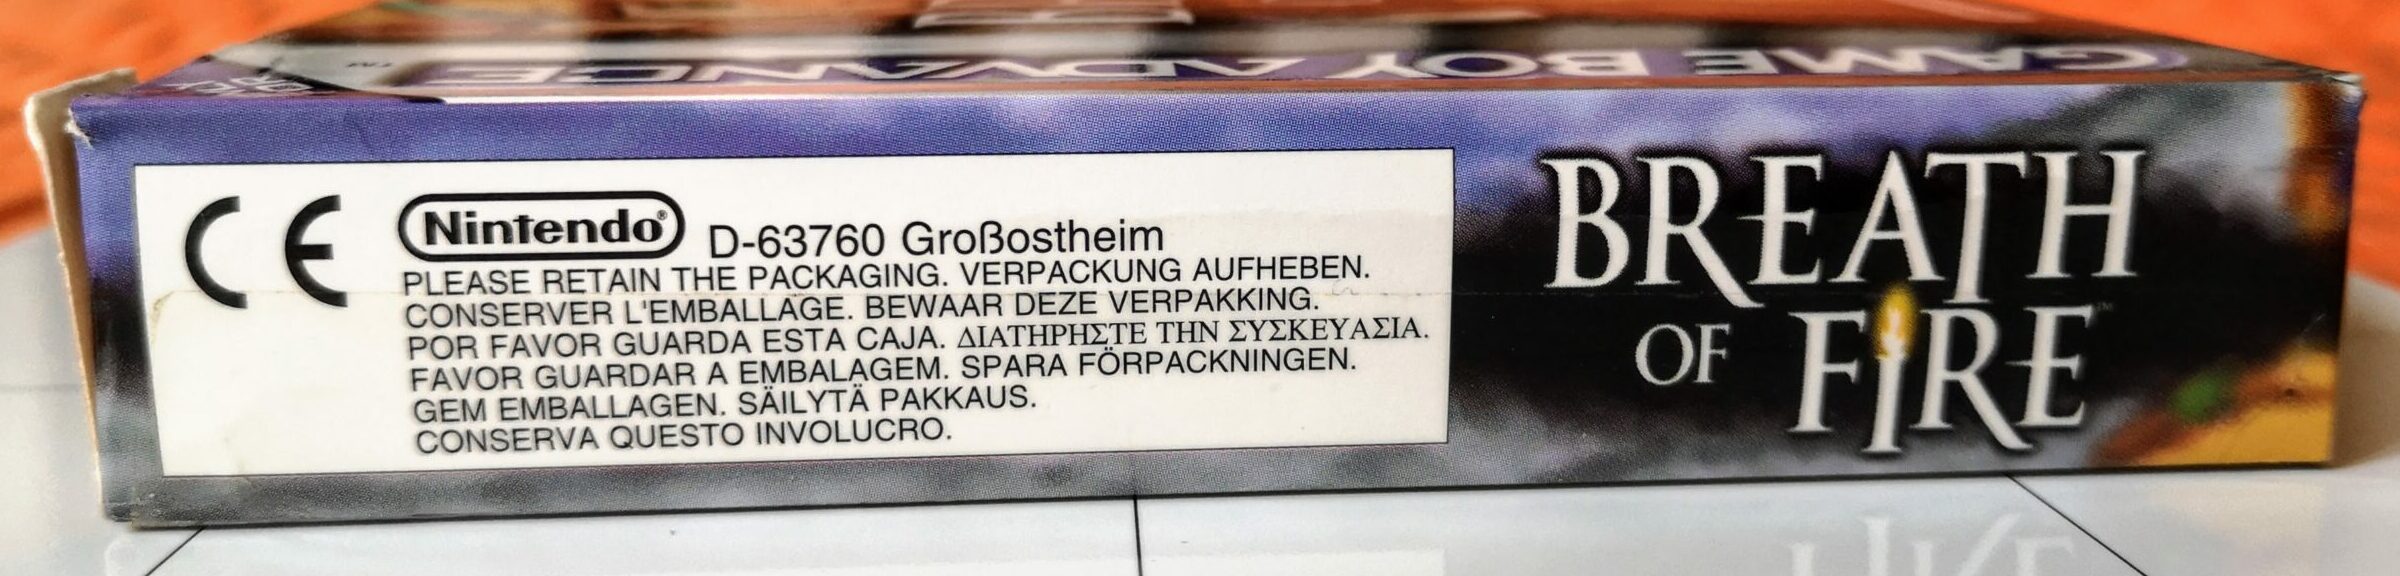 GAME BOY ADVANCE™
CE
Nintendo® D-63760 Großostheim
PLEASE RETAIN THE PACKAGING. VERPACKUNG AUFHEBEN.
CONSERVER L'EMBALLAGE. BEWAAR DEZE VERPAKKING.
POR FAVOR GUARDA ESTA CAJA. ΔΙΑΤΗΡΗΣΤΕ ΤΗΝ ΣΥΣΚΕΥΑΣΙΑ.
FAVOR GUARDAR A EMBALAGEM. SPARA FÖRPACKNINGEN.
GEM EMBALLAGEN. SÄILYTÄ PAKKAUS.
CONSERVA QUESTO INVOLUCRO.
BREATH
OF FIRE™